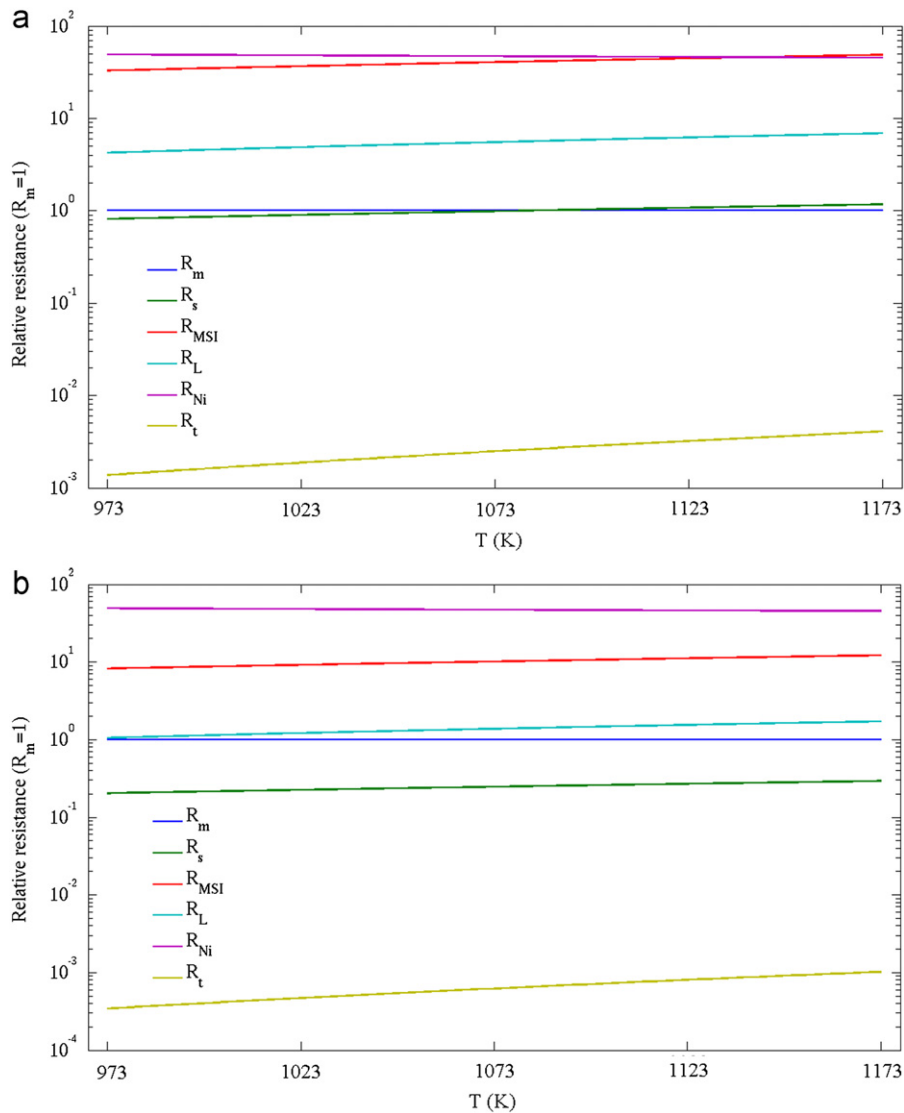 a
10^2
10^1
10^0
10^-1
10^-2
10^-3
Relative resistance (R_m=1)
R_m
R_s
R_MSI
R_L
R_Ni
R_t
973 1023 1073 1123 1173
T (K)
b
10^2
10^1
10^0
10^-1
10^-2
10^-3
10^-4
Relative resistance (R_m=1)
R_m
R_s
R_MSI
R_L
R_Ni
R_t
973 1023 1073 1123 1173
T (K)